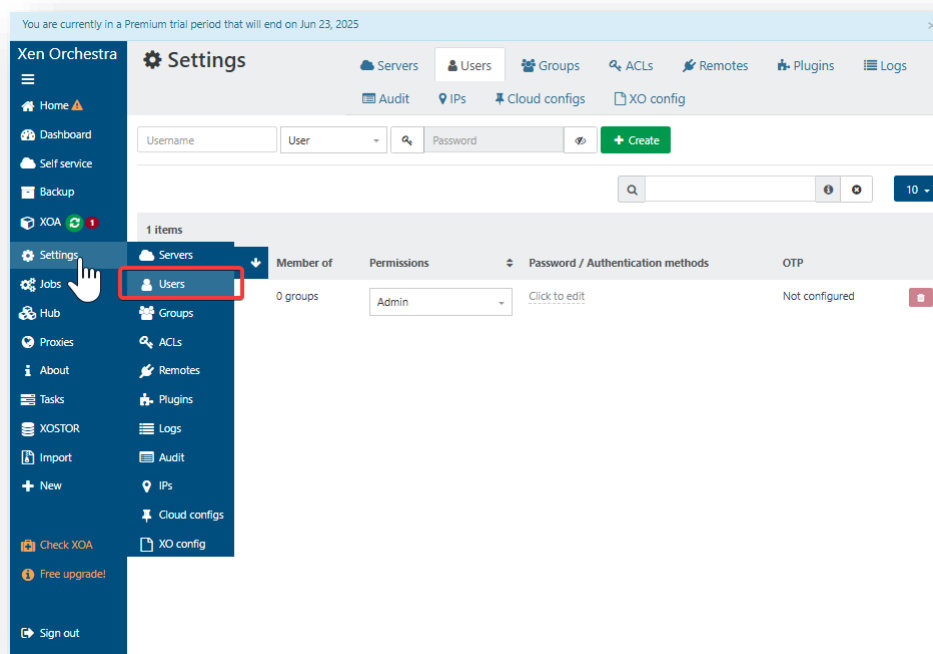 You are currently in a Premium trial period that will end on Jun 23, 2025
Xen Orchestra
Home
Dashboard
Self service
Backup
XOA 1
Settings
Jobs
Hub
Proxies
About
Tasks
XOSTOR
Import
New
Check XOA
Free upgrade!
Sign out
Servers
Users
Groups
ACLs
Remotes
Plugins
Logs
Audit
IPs
Cloud configs
XO config
Settings
Servers Users Groups ACLs Remotes Plugins Logs
Audit IPs Cloud configs XO config
Username User Password Create
10
1 items
Member of Permissions Password / Authentication methods OTP
0 groups Admin Click to edit Not configured